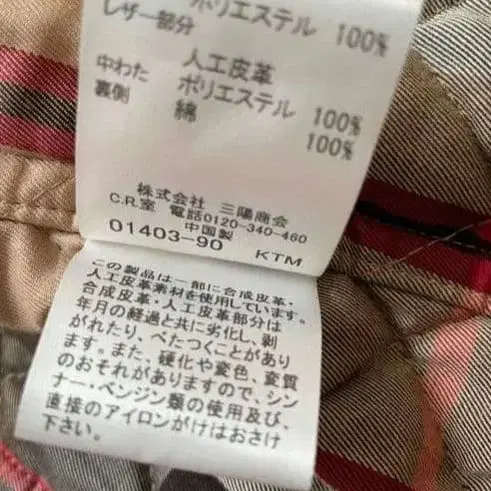 ポリエステル 100%
レザー部分
人工皮革
中わた ポリエステル 100%
裏側 綿 100%
株式会社 三陽商会
C.R.室 電話0120-340-460
中国製
01403-90 KTM
この製品は一部に合成皮革・
人工皮革素材を使用しています。
合成皮革・人工皮革部分は
年月の経過と共に劣化し、剥
がれたり、べたつくことがあり
ます。また、硬化や変色、変質
のおそれがありますので、シン
ナー・ベンジン類の使用及び、
直接のアイロンがけはおさけ
下さい。